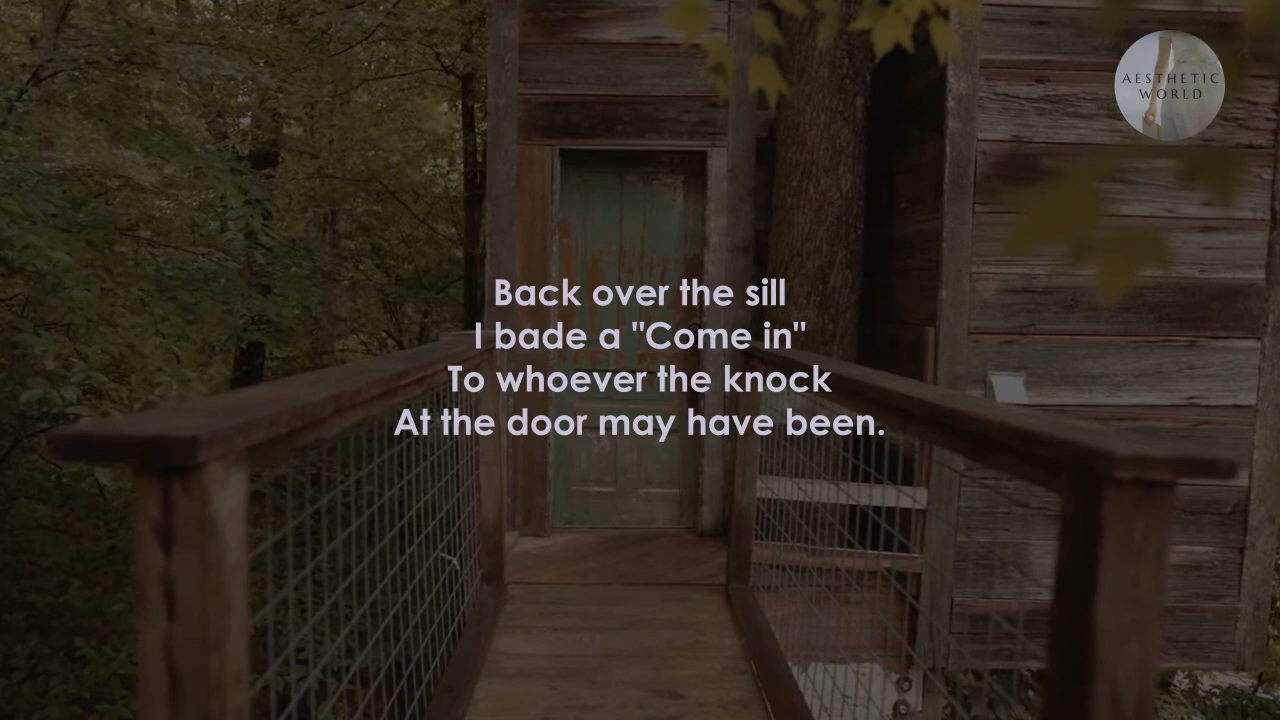 AESTHETIC
WORLD
Back over the sill
I bade a "Come in"
To whoever the knock
At the door may have been.